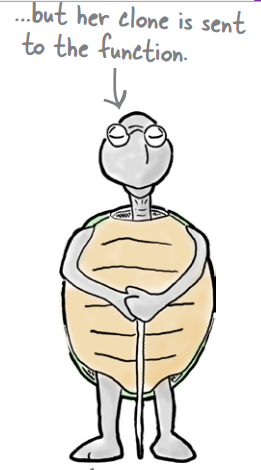 ...but her clone is sent
to the function.